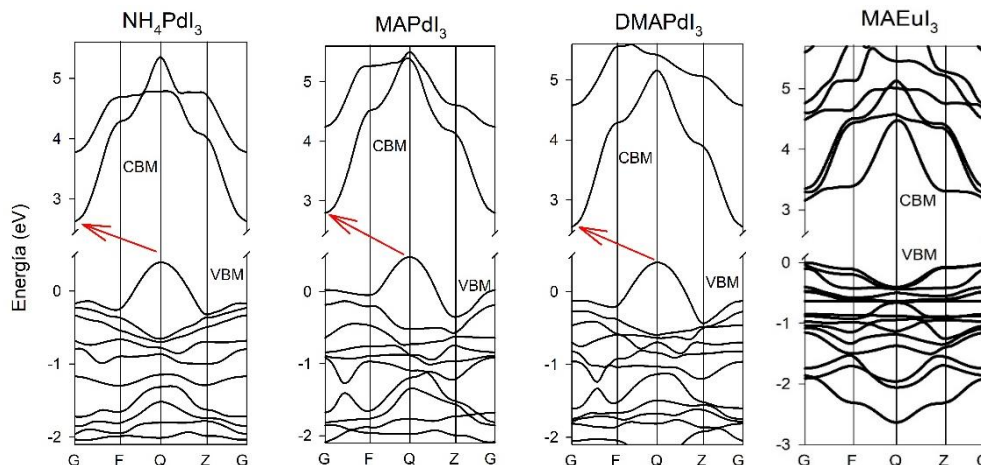 NH₄PdI₃ MAPdI₃ DMAPdI₃ MAEuI₃
Energía (eV)
5
4
3
0
-1
-2
CBM
VBM
G F Q Z G
5
4
3
0
-1
-2
CBM
VBM
G F Q Z G
5
4
3
0
-1
-2
CBM
VBM
G F Q Z G
5
4
3
0
-1
-2
-3
CBM
VBM
G F Q Z G